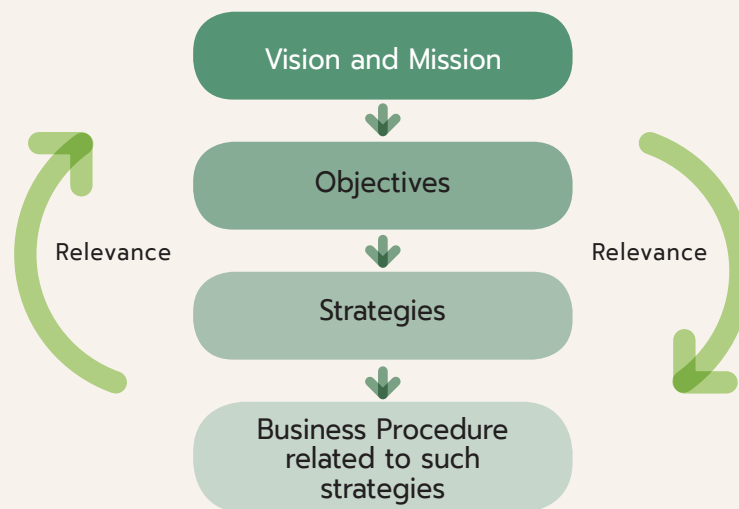 Vision and Mission
Objectives
Relevance
Relevance
Strategies
Business Procedure
related to such
strategies